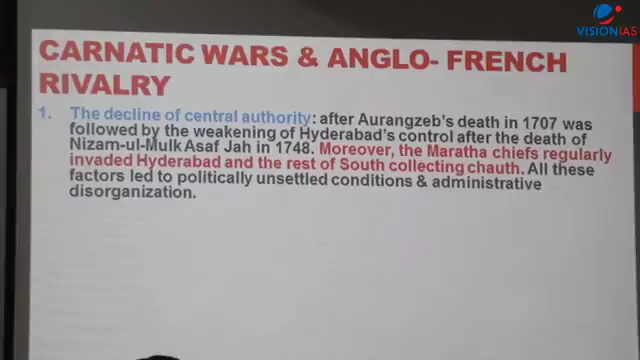 VISIONIAS
CARNATIC WARS & ANGLO- FRENCH
RIVALRY
1. The decline of central authority: after Aurangzeb's death in 1707 was
followed by the weakening of Hyderabad's control after the death of
Nizam-ul-Mulk Asaf Jah in 1748. Moreover, the Maratha chiefs regularly
invaded Hyderabad and the rest of South collecting chauth. All these
factors led to politically unsettled conditions & administrative
disorganization.